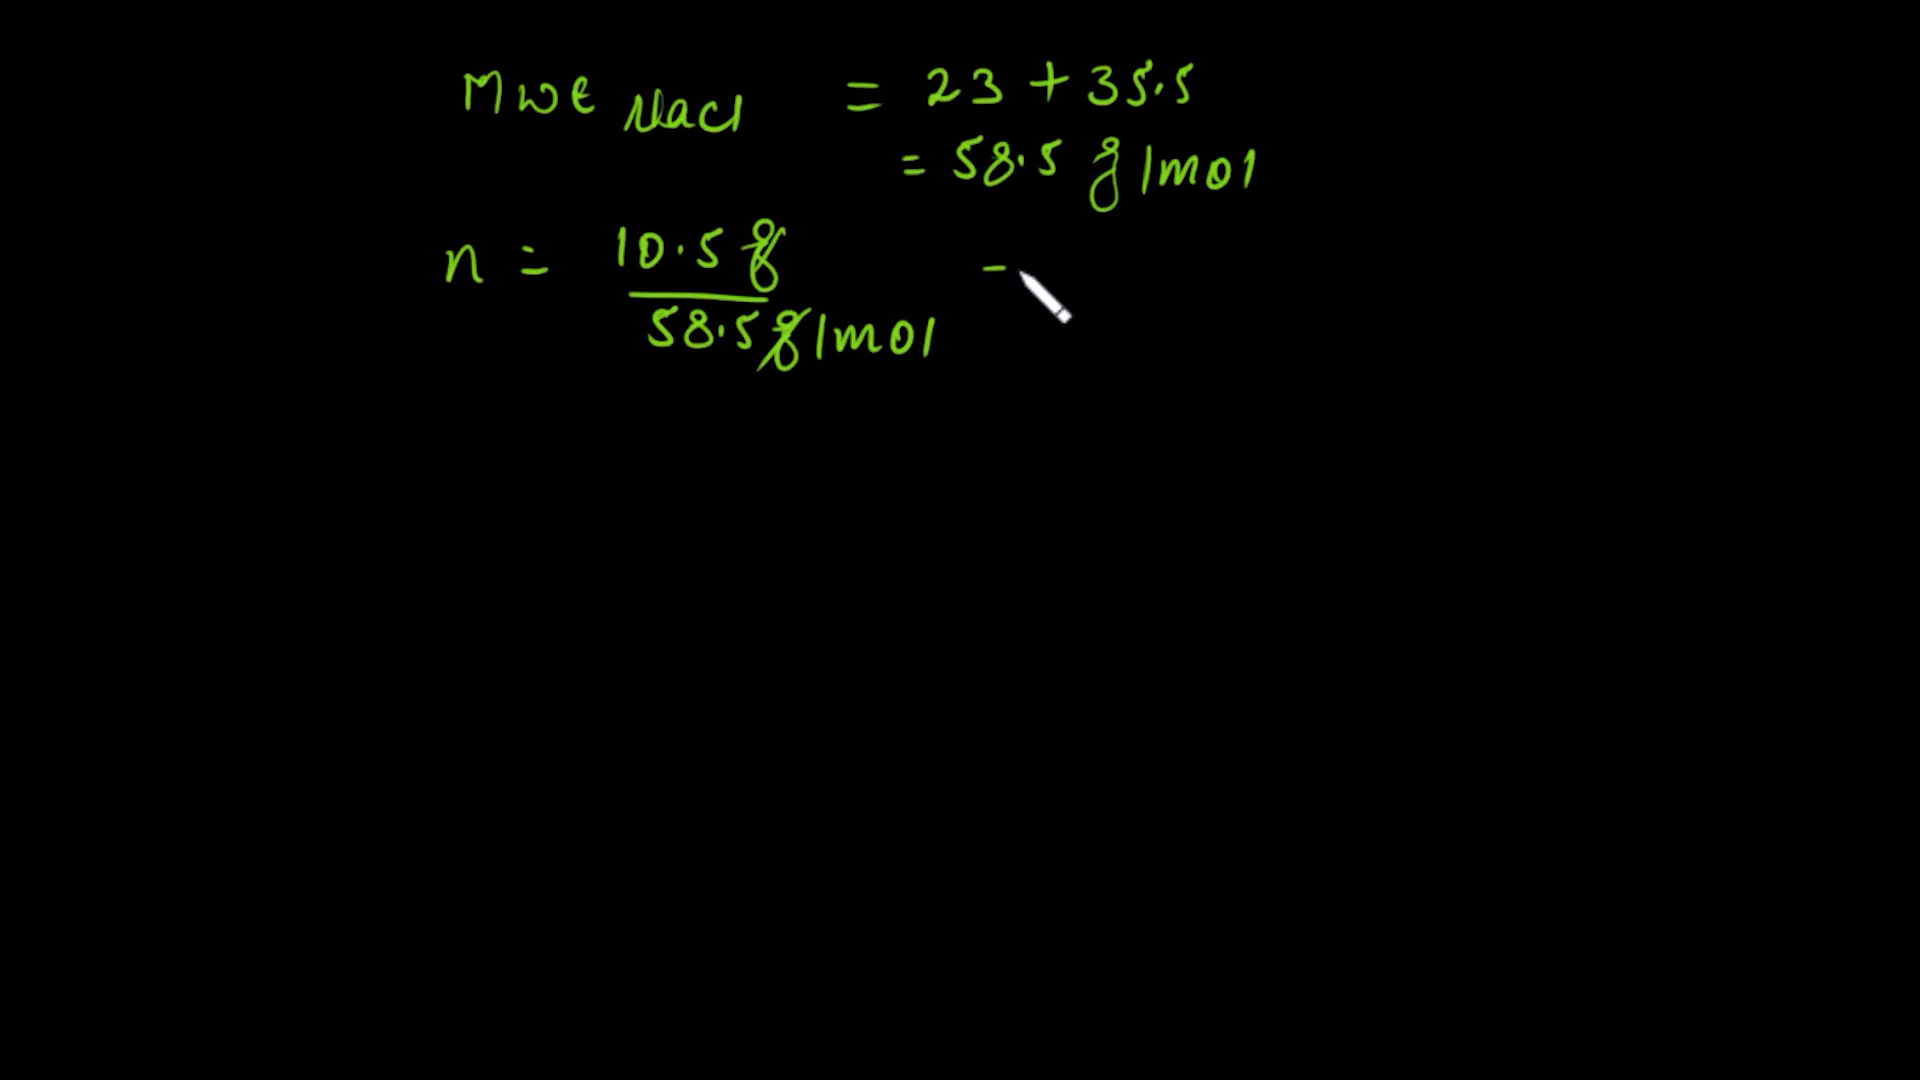 Mwt NaCl = 23 + 35.5
= 58.5 g/mol
n = 10.5 g
58.5 g/mol